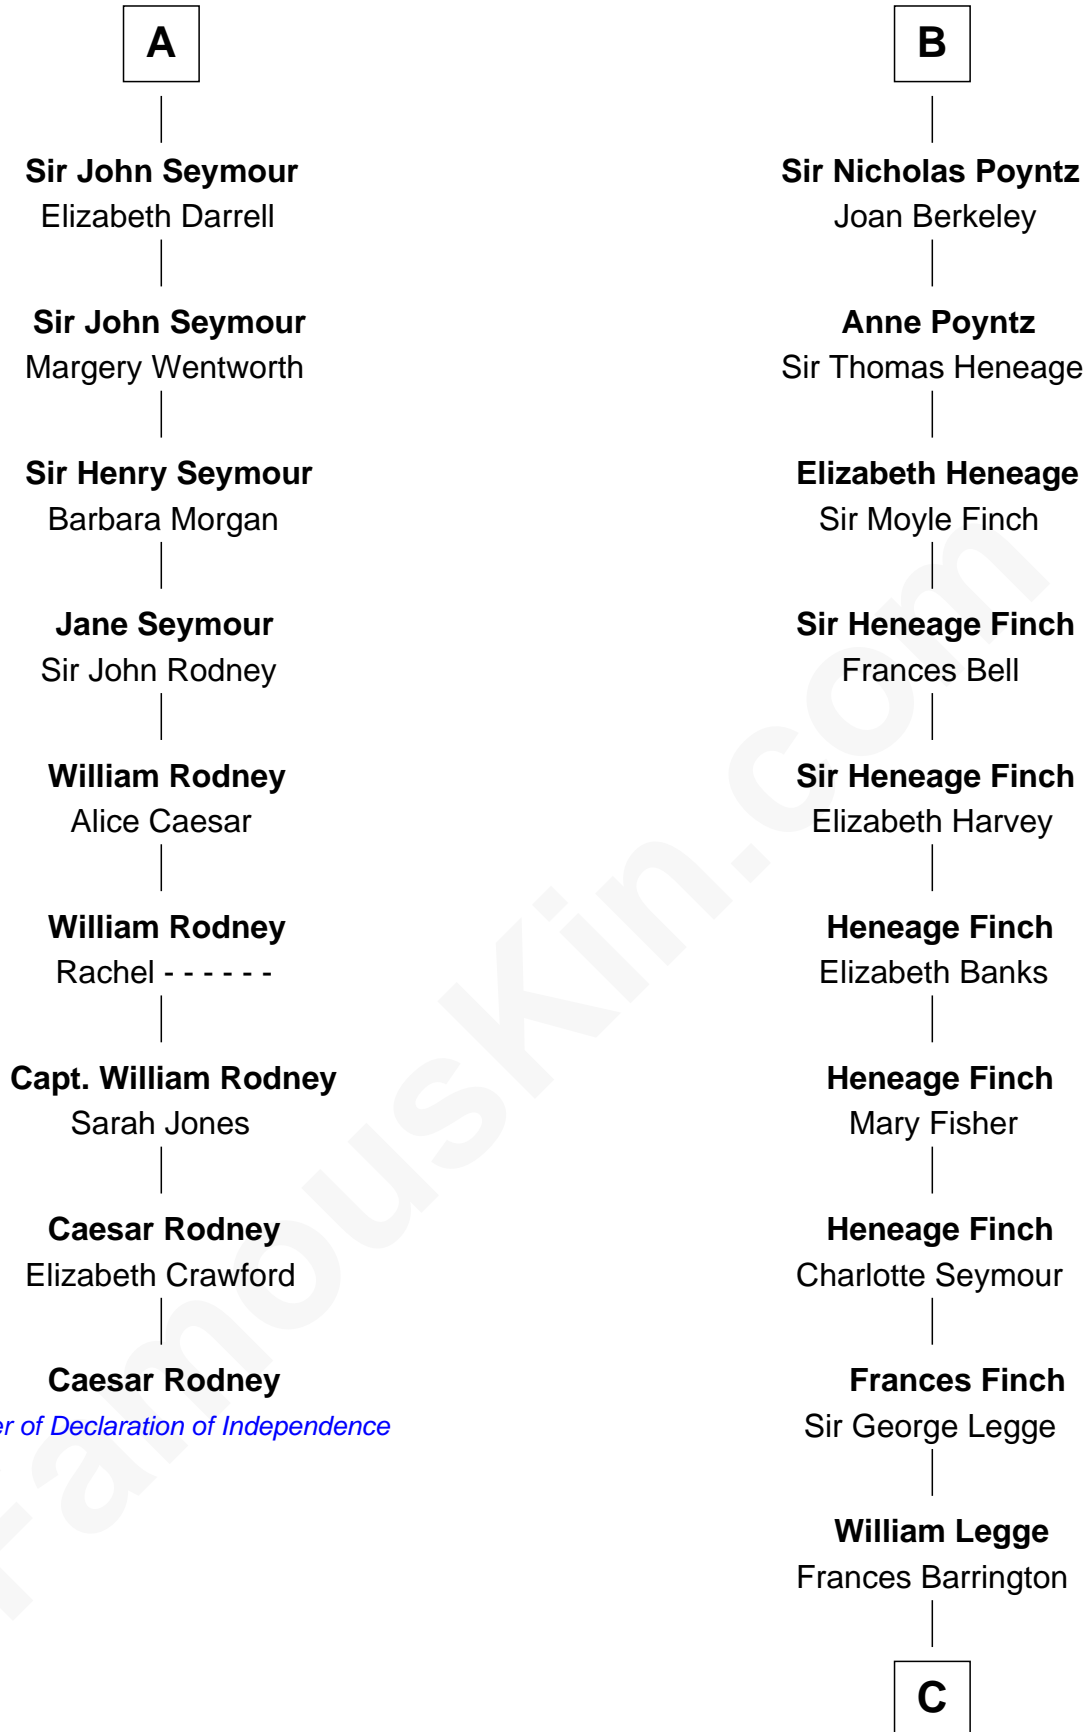 A
Sir John Seymour
Elizabeth Darrell
Sir John Seymour
Margery Wentworth
Sir Henry Seymour
Barbara Morgan
Jane Seymour
Sir John Rodney
William Rodney
Alice Caesar
William Rodney
Rachel - - - - - -
Capt. William Rodney
Sarah Jones
Caesar Rodney
Elizabeth Crawford
Caesar Rodney
er of Declaration of Independence
B
Sir Nicholas Poyntz
Joan Berkeley
Anne Poyntz
Sir Thomas Heneage
Elizabeth Heneage
Sir Moyle Finch
Sir Heneage Finch
Frances Bell
Sir Heneage Finch
Elizabeth Harvey
Heneage Finch
Elizabeth Banks
Heneage Finch
Mary Fisher
Heneage Finch
Charlotte Seymour
Frances Finch
Sir George Legge
William Legge
Frances Barrington
C
FamousKin.com